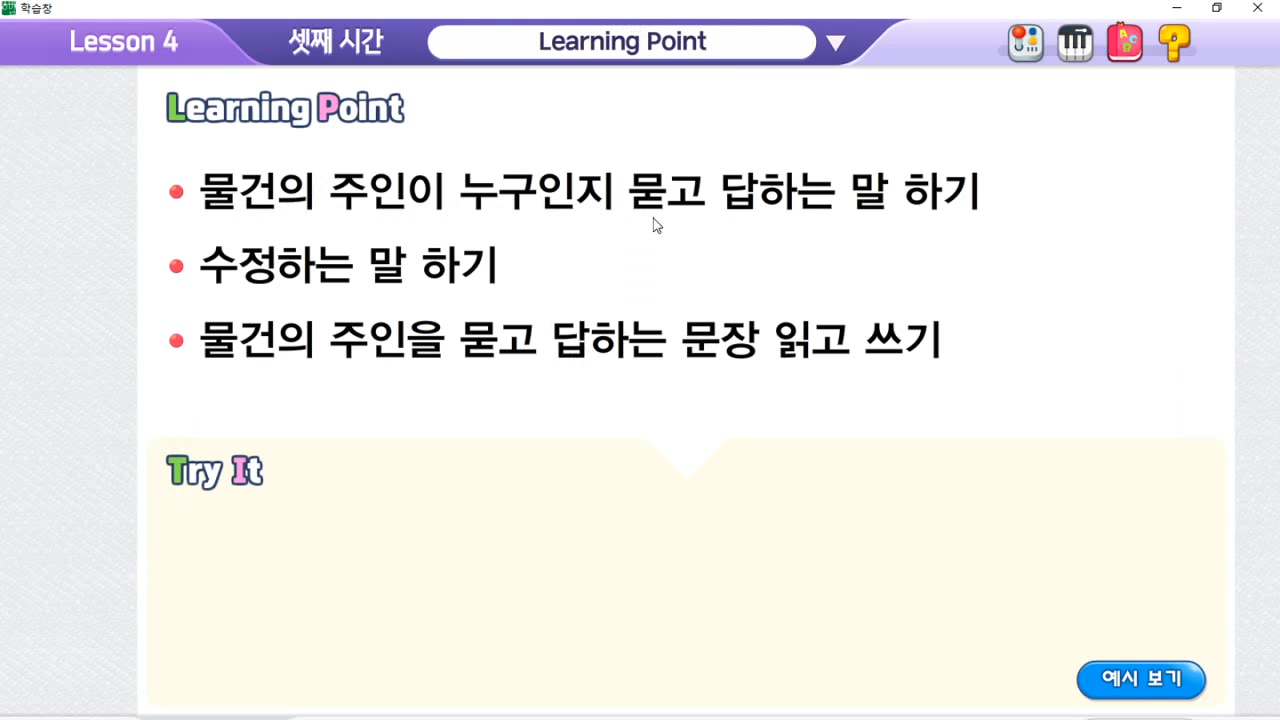 학습창
Lesson 4 셋째 시간 Learning Point
Learning Point
물건의 주인이 누구인지 묻고 답하는 말 하기
수정하는 말 하기
물건의 주인을 묻고 답하는 문장 읽고 쓰기
Try It
예시 보기